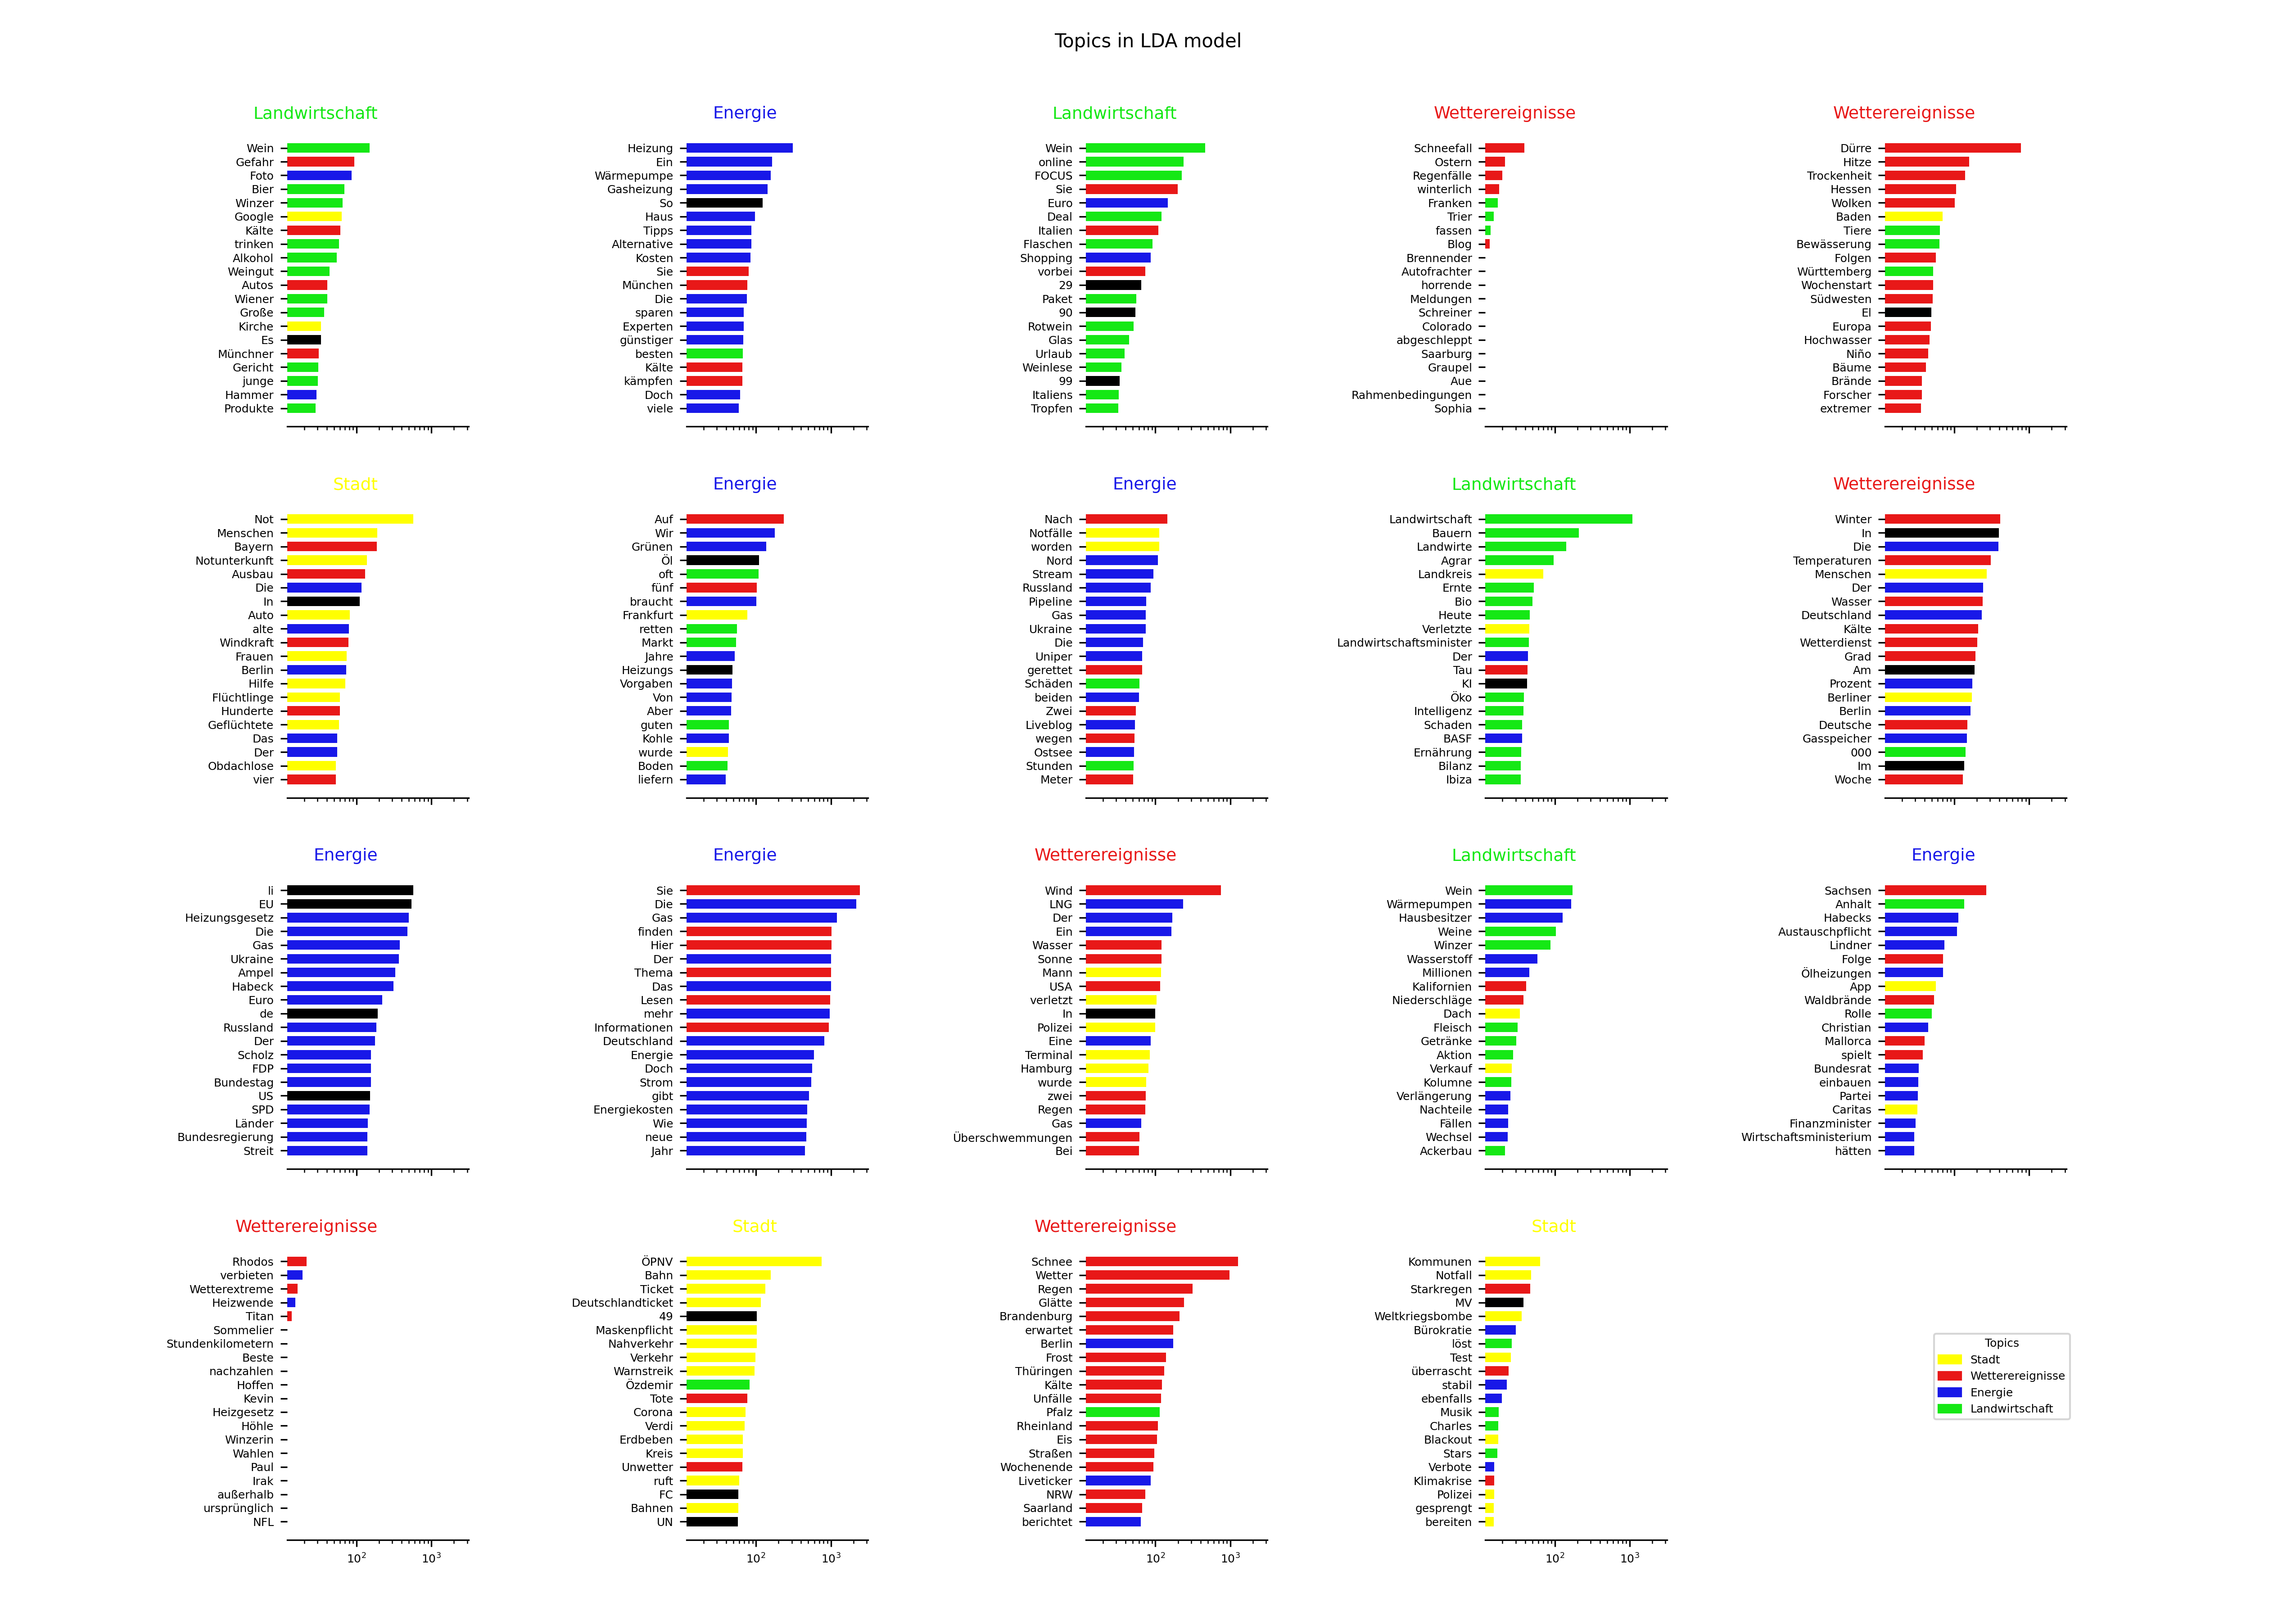 Topics in LDA model
Landwirtschaft
Wein
Gefahr
Foto
Bier
Winzer
Google
Kälte
trinken
Alkohol
Weingut
Autos
Wiener
Große
Kirche
Es
Münchner
Gericht
junge
Hammer
Produkte
Energie
Heizung
Ein
Wärmepumpe
Gasheizung
So
Haus
Tipps
Alternative
Kosten
Sie
München
Die
sparen
Experten
günstiger
besten
Kälte
kämpfen
Doch
viele
Landwirtschaft
Wein
online
FOCUS
Sie
Euro
Deal
Italien
Flaschen
Shopping
vorbei
29
Paket
90
Rotwein
Glas
Urlaub
Weinlese
99
Italiens
Tropfen
Wetterereignisse
Schneefall
Ostern
Regenfälle
winterlich
Franken
Trier
fassen
Blog
Brennender
Autofrachter
horrende
Meldungen
Schreiner
Colorado
abgeschleppt
Saarburg
Graupel
Aue
Rahmenbedingungen
Sophia
Wetterereignisse
Dürre
Hitze
Trockenheit
Hessen
Wolken
Baden
Tiere
Bewässerung
Folgen
Württemberg
Wochenstart
Südwesten
El
Europa
Hochwasser
Niño
Bäume
Brände
Forscher
extremer
Stadt
Not
Menschen
Bayern
Notunterkunft
Ausbau
Die
In
Auto
alte
Windkraft
Frauen
Berlin
Hilfe
Flüchtlinge
Hunderte
Geflüchtete
Das
Der
Obdachlose
vier
Energie
Auf
Wir
Grünen
Öl
oft
fünf
braucht
Frankfurt
retten
Markt
Jahre
Heizungs
Vorgaben
Von
Aber
guten
Kohle
wurde
Boden
liefern
Energie
Nach
Notfälle
worden
Nord
Stream
Russland
Pipeline
Gas
Ukraine
Die
Uniper
gerettet
Schäden
beiden
Zwei
Liveblog
wegen
Ostsee
Stunden
Meter
Landwirtschaft
Landwirtschaft
Bauern
Landwirte
Agrar
Landkreis
Ernte
Bio
Heute
Verletzte
Landwirtschaftsminister
Der
Tau
KI
Öko
Intelligenz
Schaden
BASF
Ernährung
Bilanz
Ibiza
Wetterereignisse
Winter
In
Die
Temperaturen
Menschen
Der
Wasser
Deutschland
Kälte
Wetterdienst
Grad
Am
Prozent
Berliner
Berlin
Deutsche
Gasspeicher
000
Im
Woche
Energie
li
EU
Heizungsgesetz
Die
Gas
Ukraine
Ampel
Habeck
Euro
de
Russland
Der
Scholz
FDP
Bundestag
US
SPD
Länder
Bundesregierung
Streit
Energie
Sie
Die
Gas
finden
Hier
Der
Thema
Das
Lesen
mehr
Informationen
Deutschland
Energie
Doch
Strom
gibt
Energiekosten
Wie
neue
Jahr
Wetterereignisse
Wind
LNG
Der
Ein
Wasser
Sonne
Mann
USA
verletzt
In
Polizei
Eine
Terminal
Hamburg
wurde
zwei
Regen
Gas
Überschwemmungen
Bei
Landwirtschaft
Wein
Wärmepumpen
Hausbesitzer
Weine
Winzer
Wasserstoff
Millionen
Kalifornien
Niederschläge
Dach
Fleisch
Getränke
Aktion
Verkauf
Kolumne
Verlängerung
Nachteile
Fällen
Wechsel
Ackerbau
Energie
Sachsen
Anhalt
Habecks
Austauschpflicht
Lindner
Folge
Ölheizungen
App
Waldbrände
Rolle
Christian
Mallorca
spielt
Bundesrat
einbauen
Partei
Caritas
Finanzminister
Wirtschaftsministerium
hätten
Wetterereignisse
Rhodos
verbieten
Wetterextreme
Heizwende
Titan
Sommelier
Stundenkilometern
Beste
nachzahlen
Hoffen
Kevin
Heizgesetz
Höhle
Winzerin
Wahlen
Paul
Irak
außerhalb
ursprünglich
NFL
10² 10³
Stadt
ÖPNV
Bahn
Ticket
Deutschlandticket
49
Maskenpflicht
Nahverkehr
Verkehr
Warnstreik
Özdemir
Tote
Corona
Verdi
Erdbeben
Kreis
Unwetter
ruft
FC
Bahnen
UN
10² 10³
Wetterereignisse
Schnee
Wetter
Regen
Glätte
Brandenburg
erwartet
Berlin
Frost
Thüringen
Kälte
Unfälle
Pfalz
Rheinland
Eis
Straßen
Wochenende
Liveticker
NRW
Saarland
berichtet
10² 10³
Stadt
Kommunen
Notfall
Starkregen
MV
Weltkriegsbombe
Bürokratie
löst
Test
überrascht
stabil
ebenfalls
Musik
Charles
Blackout
Stars
Verbote
Klimakrise
Polizei
gesprengt
bereiten
10² 10³
Topics
Stadt
Wetterereignisse
Energie
Landwirtschaft